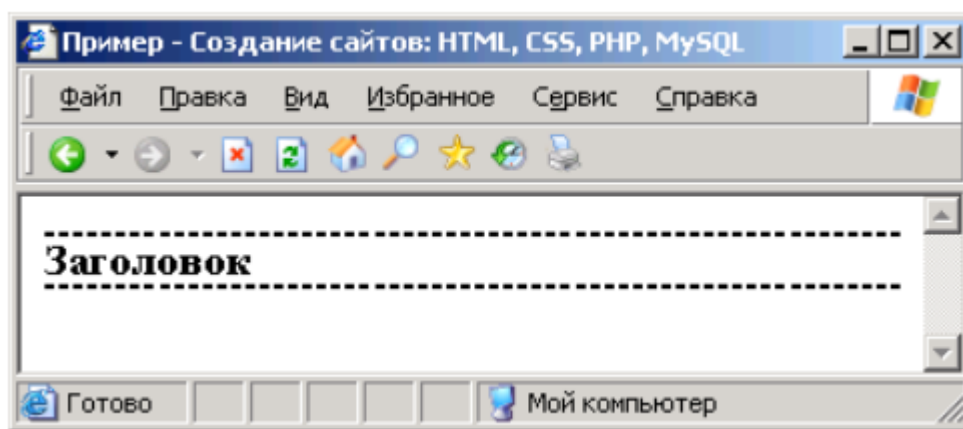 Пример - Создание сайтов: HTML, CSS, PHP, MySQL
Файл Правка Вид Избранное Сервис Справка
Заголовок
Готово Мой компьютер